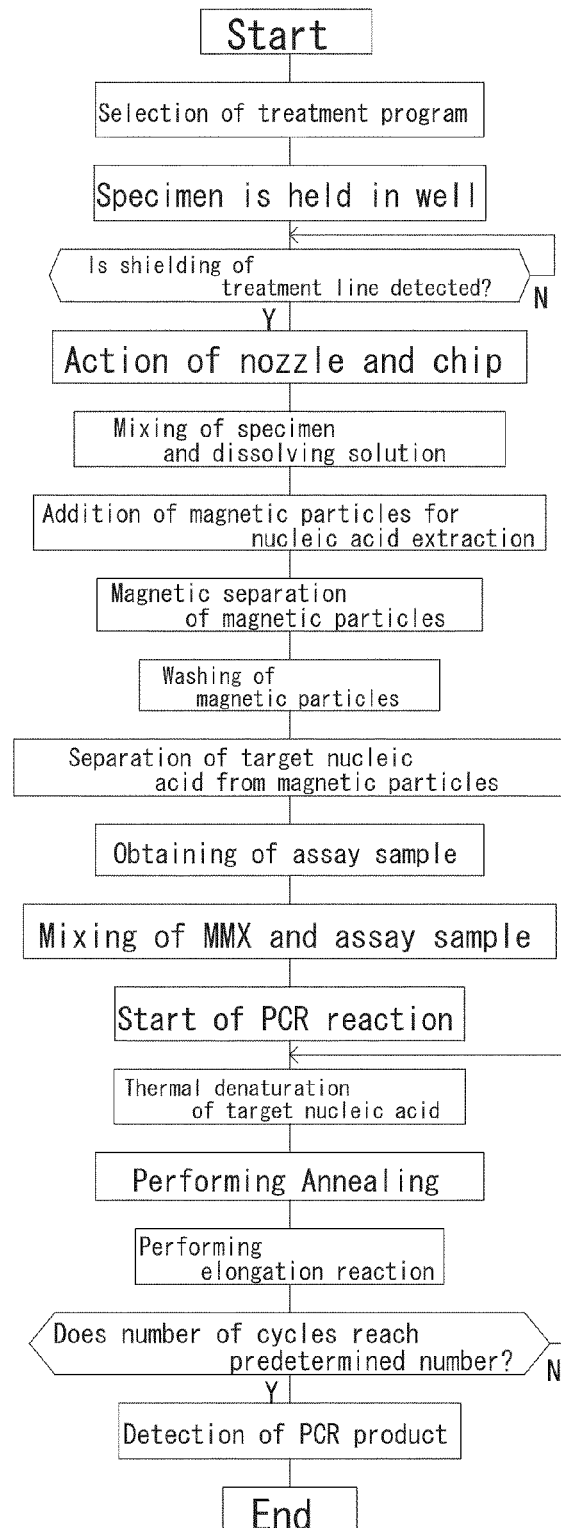 Start
Selection of treatment program
Specimen is held in well
Is shielding of
treatment line detected?
N
Y
Action of nozzle and chip
Mixing of specimen
and dissolving solution
Addition of magnetic particles for
nucleic acid extraction
Magnetic separation
of magnetic particles
Washing of
magnetic particles
Separation of target nucleic
acid from magnetic particles
Obtaining of assay sample
Mixing of MMX and assay sample
Start of PCR reaction
Thermal denaturation
of target nucleic acid
Performing Annealing
Performing
elongation reaction
Does number of cycles reach
predetermined number?
N
Y
Detection of PCR product
End